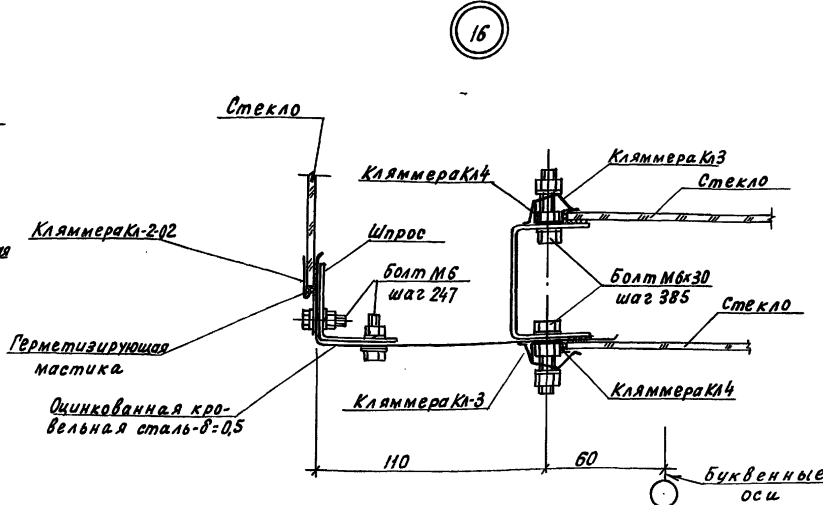 16
Стекло
Кляммера Кл4
Кляммера Кл3
Стекло
Кляммера Кл-2-02
Шпрос
Болт М6
шаг 247
Болт М6х30
шаг 385
Стекло
Герметизирующая
мастика
Кляммера Кл-3
Кляммера Кл4
Оцинкованная кро-
вельная сталь-δ=0,5
110
60
Буквенные
оси